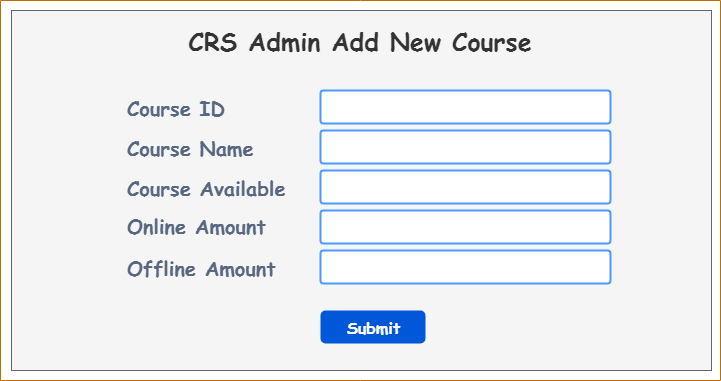 CRS Admin Add New Course
Course ID
Course Name
Course Available
Online Amount
Offline Amount
Submit